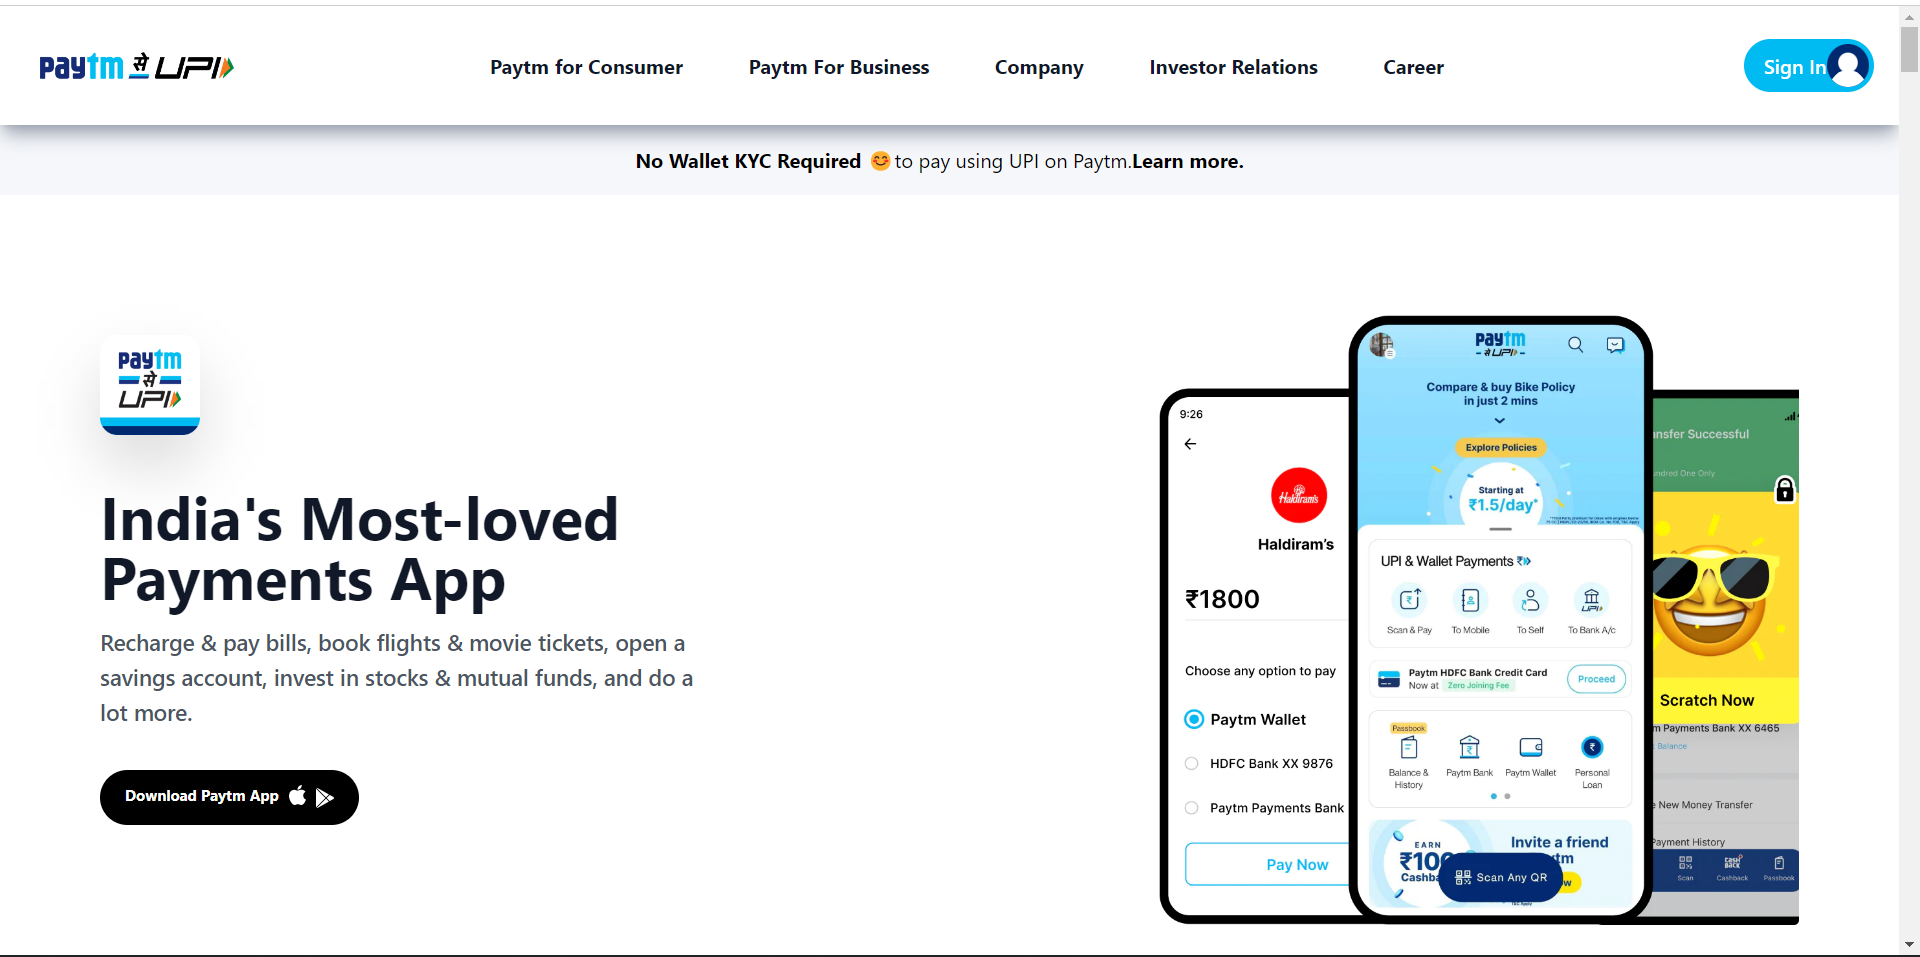 paytm से UPI
Paytm for Consumer
Paytm For Business
Company
Investor Relations
Career
Sign In
No Wallet KYC Required 😊 to pay using UPI on Paytm.Learn more.
paytm
से
UPI
India's Most-loved
Payments App
Recharge & pay bills, book flights & movie tickets, open a
savings account, invest in stocks & mutual funds, and do a
lot more.
Download Paytm App
9:26
Haldiram's
Haldiram's
₹1800
Choose any option to pay
Paytm Wallet
HDFC Bank XX 9876
Paytm Payments Bank
Pay Now
paytm
से UPI
Compare & buy Bike Policy
in just 2 mins
Explore Policies
Starting at
₹1.5/day*
UPI & Wallet Payments
Scan & Pay
To Mobile
To Self
UPI
To Bank A/c
Paytm HDFC Bank Credit Card
Now at Zero Joining Fee
Proceed
Passbook
Balance &
History
Paytm Bank
Paytm Wallet
Personal
Loan
EARN
₹100
Cashba
Invite a friend
tm
w
T&C Apply
Scan Any QR
nsfer Successful
ndred One Only
Scratch Now
m Payments Bank XX 6465
Balance
e New Money Transfer
Payment History
Scan
CASH
BACK
Cashback
Passbook